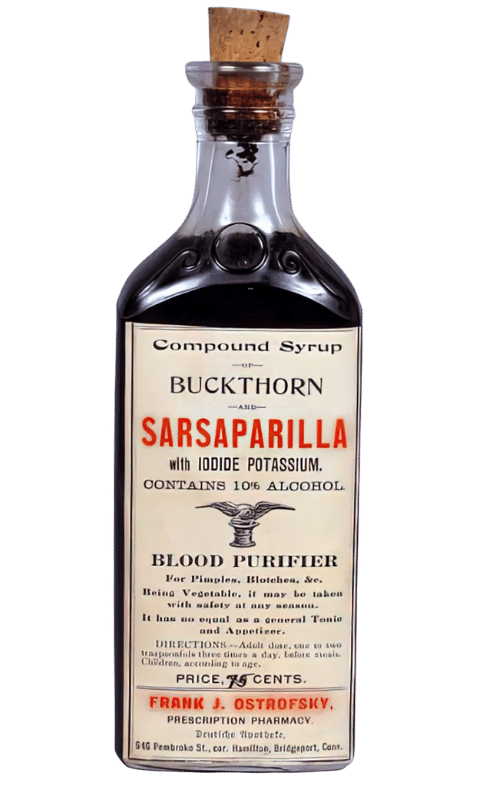 Compound Syrup
—OF—
BUCKTHORN
—AND—
SARSAPARILLA
with IODIDE POTASSIUM.
CONTAINS 10% ALCOHOL.
BLOOD PURIFIER
For Pimples, Blotches, &c.
Being Vegetable, it may be taken
with safety at any season.
It has no equal as a general Tonic
and Appetizer.
DIRECTIONS.—Adult dose, one to two
teaspoonfuls three times a day, before meals.
Children, according to age.
PRICE, 75 CENTS.
FRANK J. OSTROFSKY,
PRESCRIPTION PHARMACY.
Deutsche Apotheke,
646 Pembroke St., cor. Hamilton, Bridgeport, Conn.